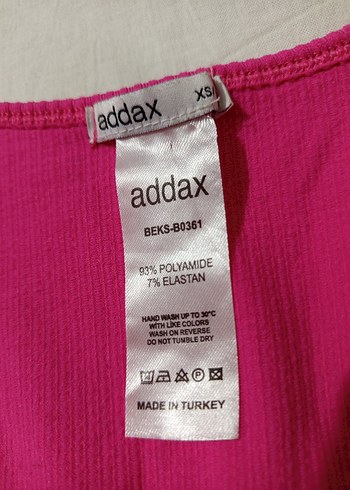 addax XS/
addax
BEKS-B0361
93% POLYAMIDE
7% ELASTAN
HAND WASH UP TO 30°C
WITH LIKE COLORS
WASH ON REVERSE
DO NOT TUMBLE DRY
MADE IN TURKEY